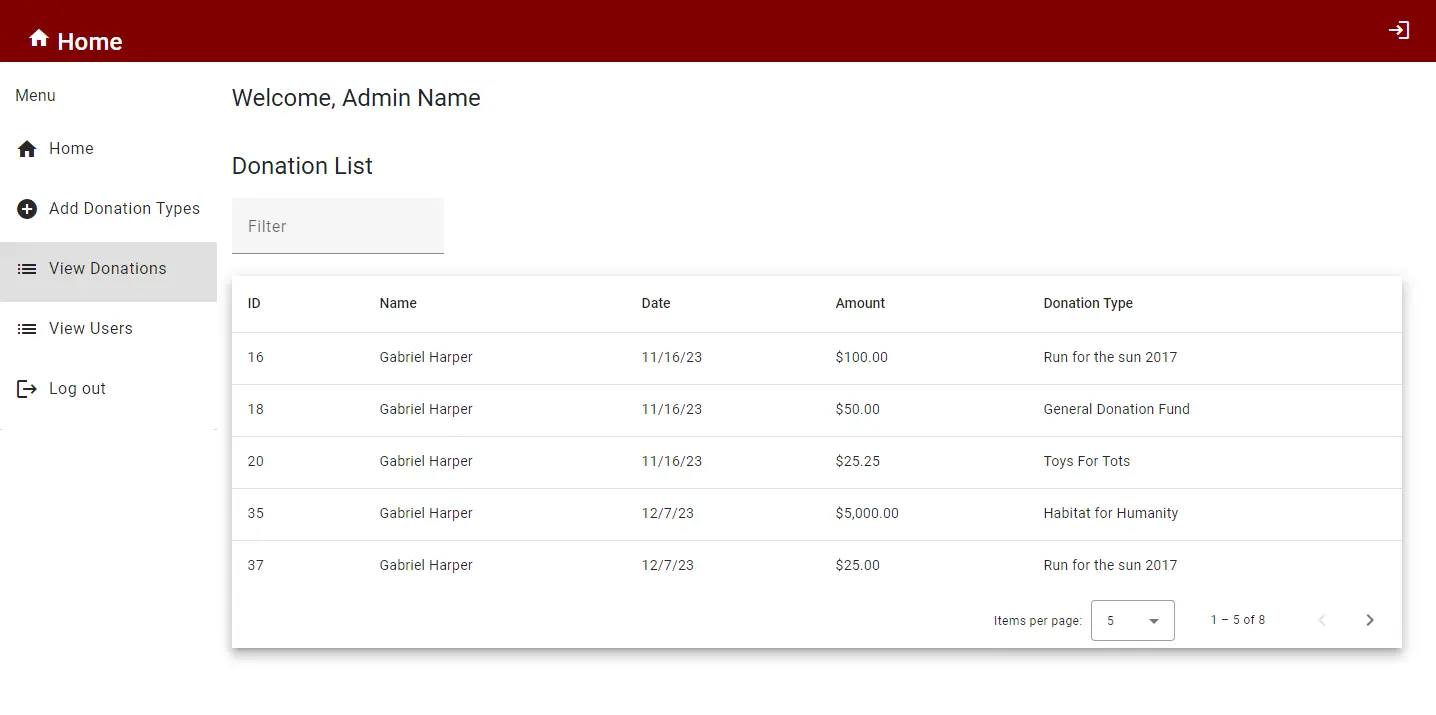 Home
Menu
Home
Add Donation Types
View Donations
View Users
Log out
Welcome, Admin Name
Donation List
Filter
ID Name Date Amount Donation Type
16 Gabriel Harper 11/16/23 $100.00 Run for the sun 2017
18 Gabriel Harper 11/16/23 $50.00 General Donation Fund
20 Gabriel Harper 11/16/23 $25.25 Toys For Tots
35 Gabriel Harper 12/7/23 $5,000.00 Habitat for Humanity
37 Gabriel Harper 12/7/23 $25.00 Run for the sun 2017
Items per page: 5 1 – 5 of 8